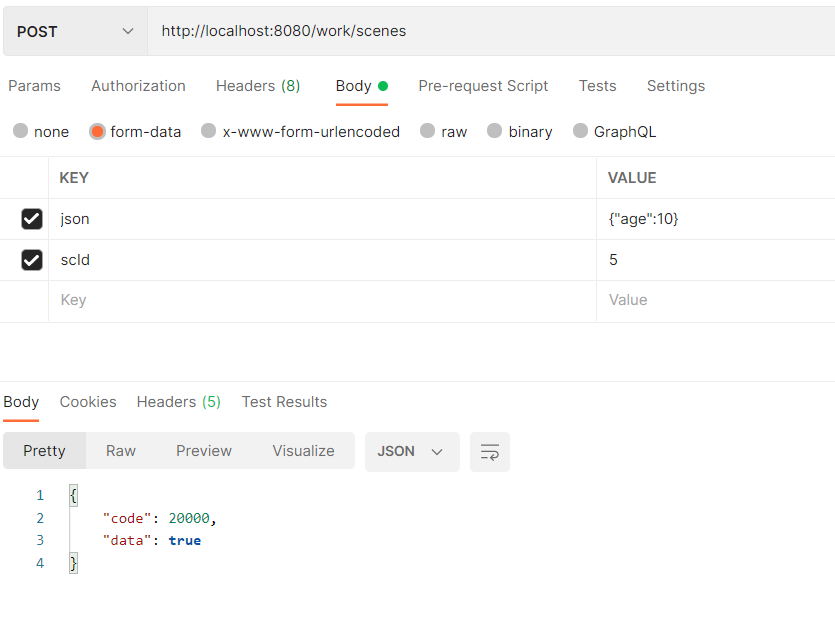 POST http://localhost:8080/work/scenes
Params Authorization Headers (8) Body Pre-request Script Tests Settings
none form-data x-www-form-urlencoded raw binary GraphQL
KEY VALUE
json {"age":10}
scId 5
Key Value
Body Cookies Headers (5) Test Results
Pretty Raw Preview Visualize JSON
1 {
2 "code": 20000,
3 "data": true
4 }